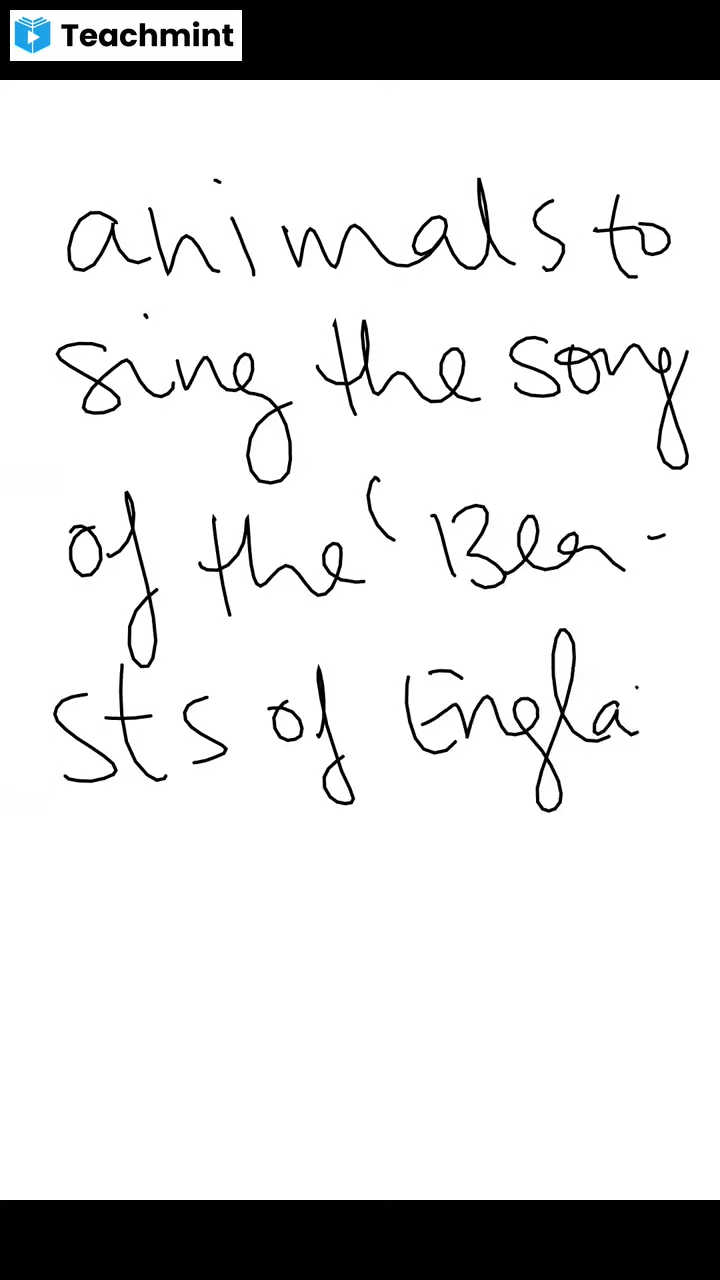 Teachmint
animals to
sing the song
of the ' Bea -
sts of Engla